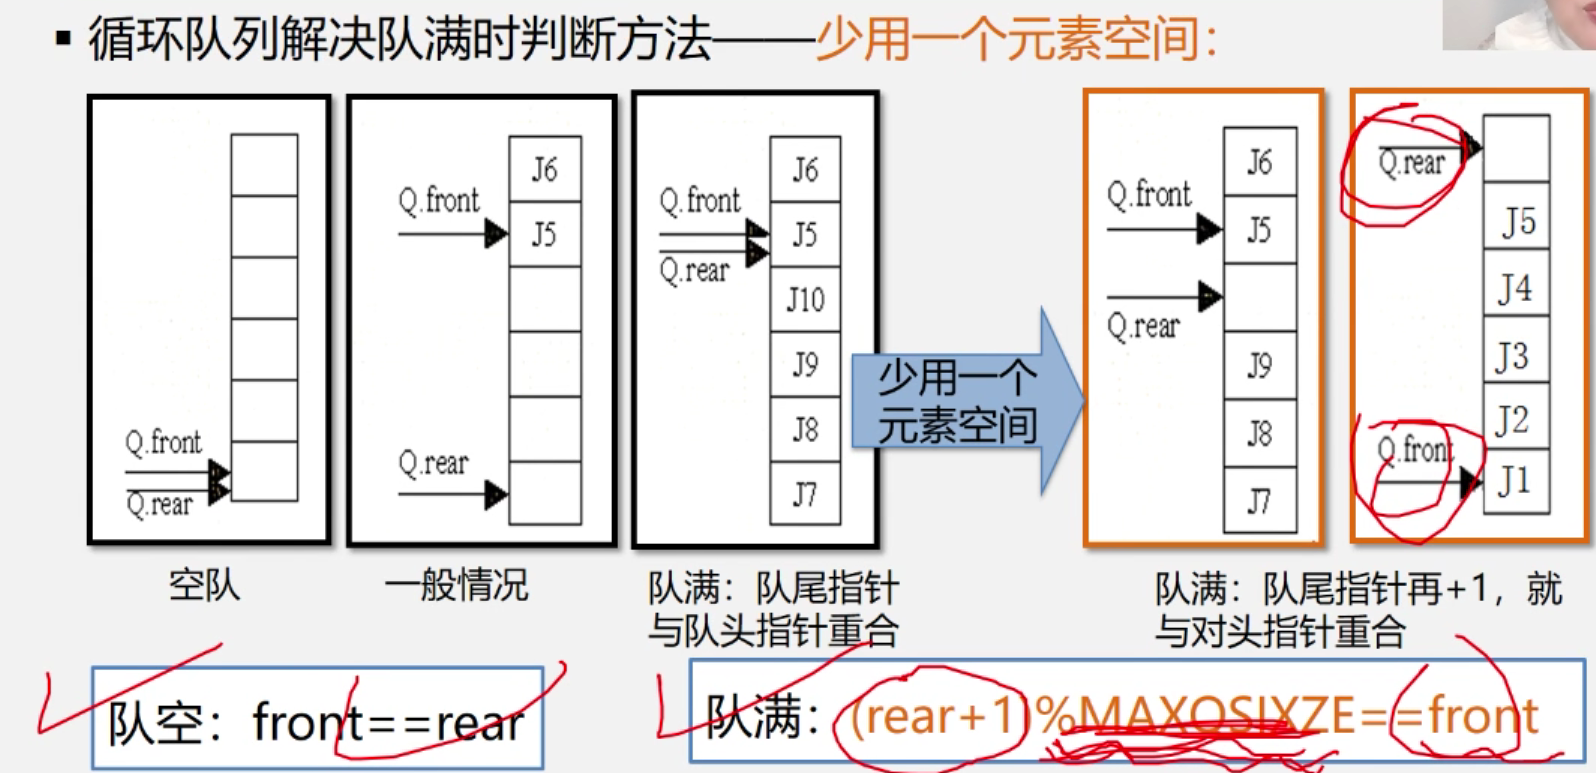 ▪ 循环队列解决队满时判断方法——少用一个元素空间：
Q.front
Q.rear
空队
J6
Q.front
J5
Q.rear
一般情况
J6
Q.front
J5
Q.rear
J10
J9
J8
J7
队满：队尾指针
与队头指针重合
少用一个
元素空间
J6
Q.front
J5
Q.rear
J9
J8
J7
Q.rear
J5
J4
J3
J2
Q.front
J1
队满：队尾指针再+1，就
与对头指针重合
队空：front==rear
队满：(rear+1)%MAXQSIXZE==front